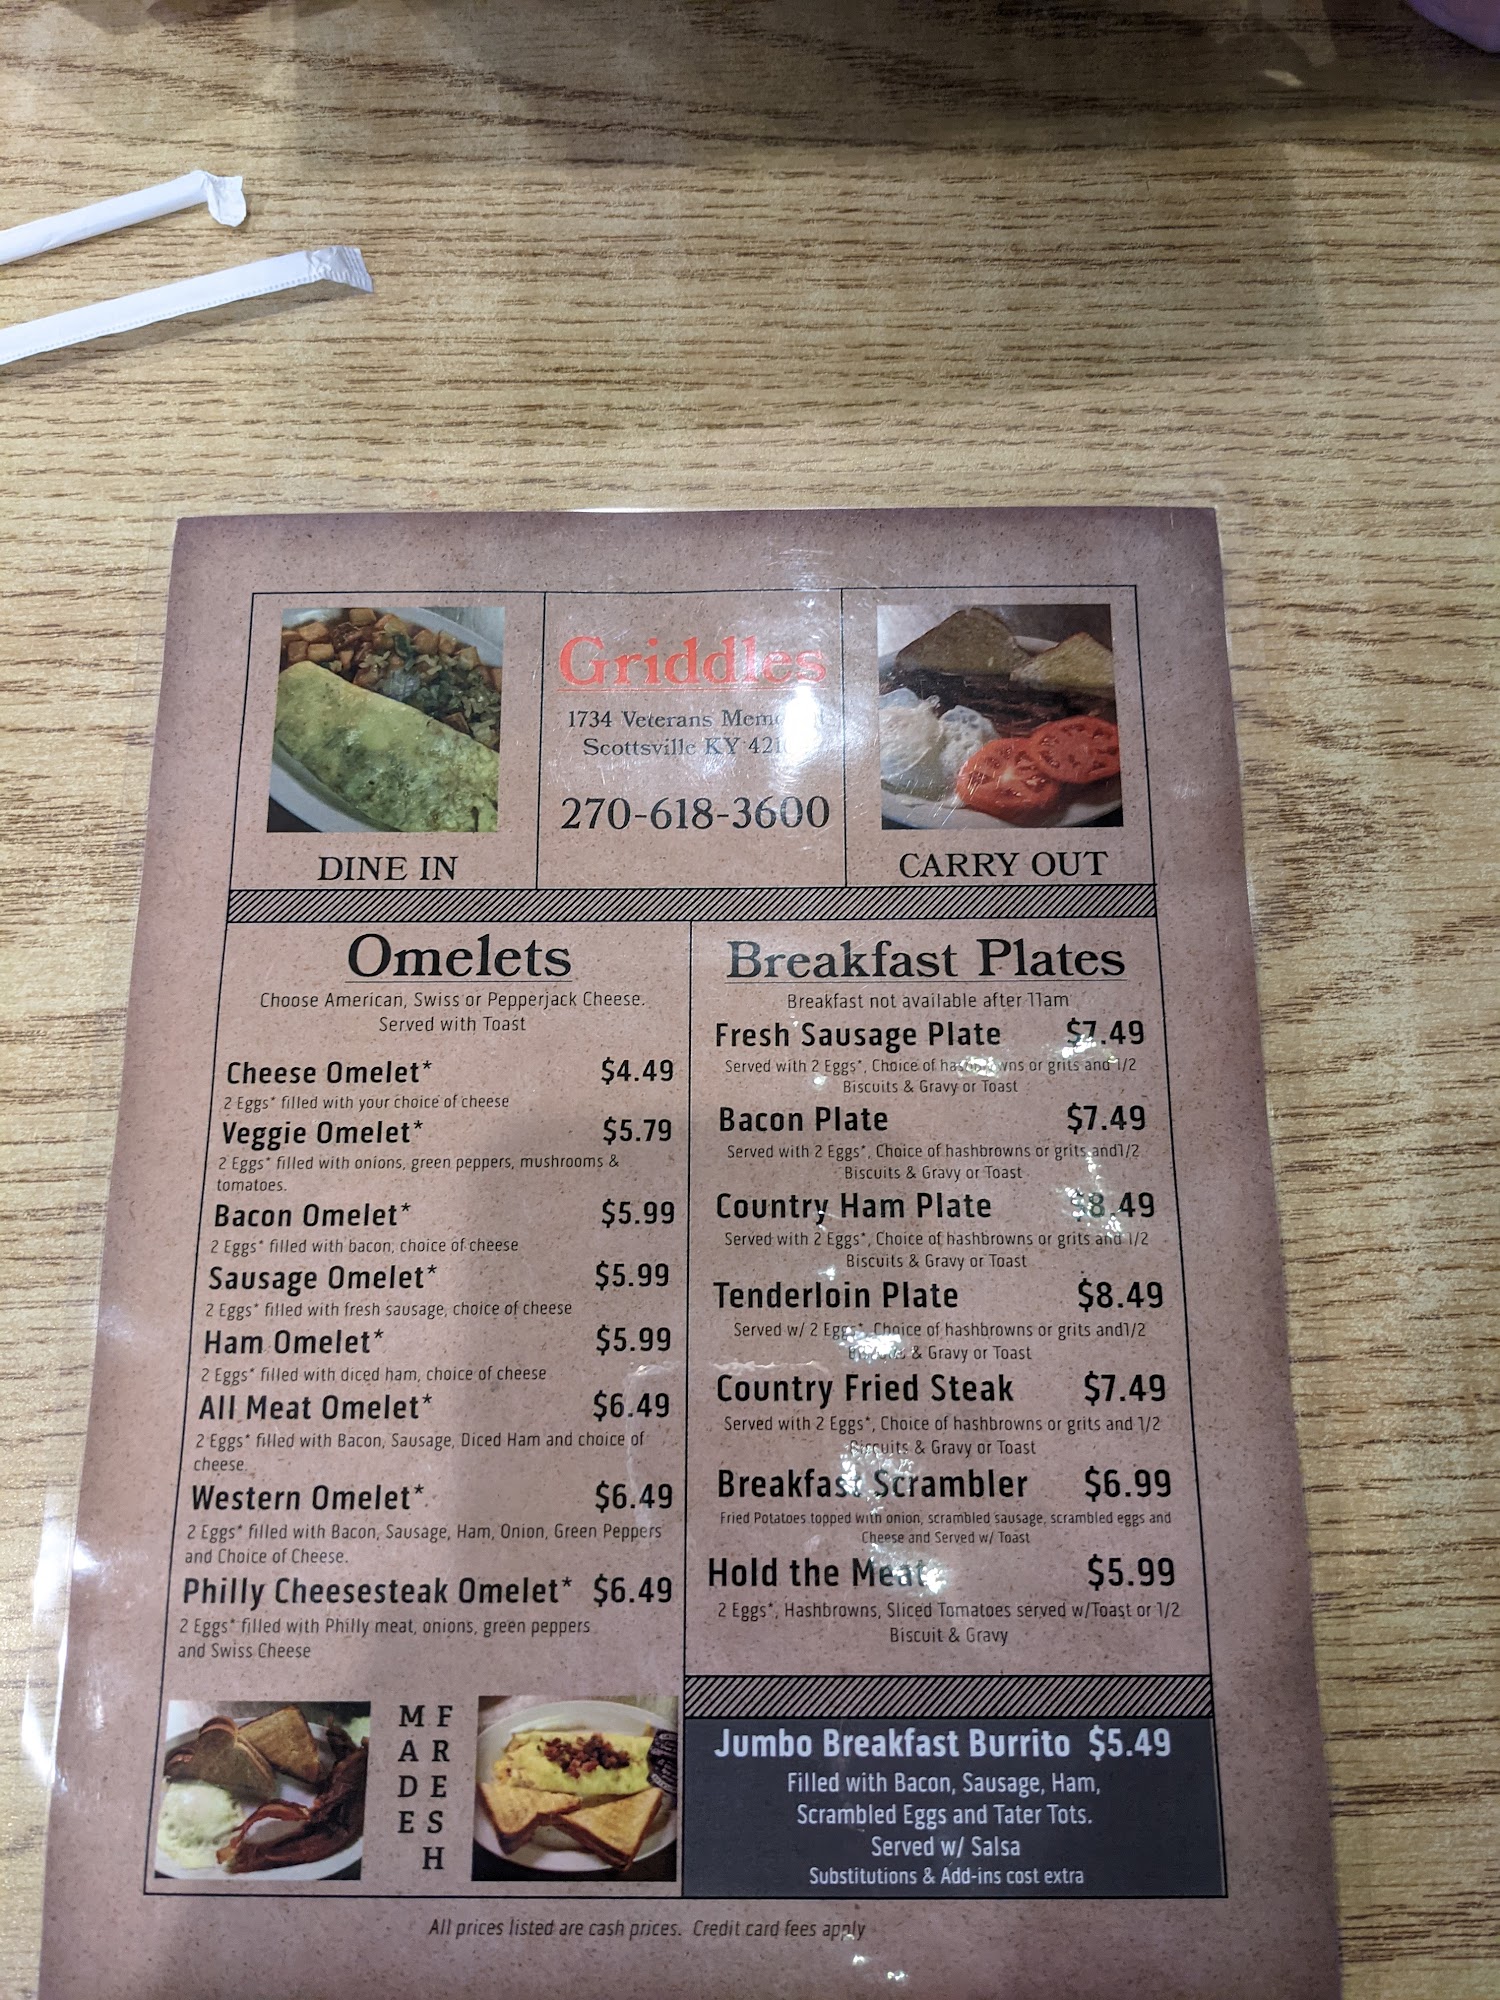 Griddles
1734 Veterans
Scottsville KY
270-618-3600
DINE IN
CARRY OUT
Omelets
Choose American, Swiss or Pepperjack Cheese.
Served with Toast
Cheese Omelet* $4.49
2 Eggs* filled with your choice of cheese
Veggie Omelet* $5.79
2 Eggs* filled with onions, green peppers, mushrooms &
tomatoes.
Bacon Omelet* $5.99
2 Eggs* filled with bacon, choice of cheese
Sausage Omelet* $5.99
2 Eggs* filled with fresh sausage, choice of cheese
Ham Omelet* $5.99
2 Eggs* filled with diced ham, choice of cheese
All Meat Omelet* $6.49
2 Eggs* filled with Bacon, Sausage, Diced Ham and choice of
cheese.
Western Omelet* $6.49
2 Eggs* filled with Bacon, Sausage, Ham, Onion, Green Peppers
and Choice of Cheese.
Philly Cheesesteak Omelet* $6.49
2 Eggs* filled with Philly meat, onions, green peppers
and Swiss Cheese
MADE
FRESH
Breakfast Plates
Breakfast not available after 11am
Fresh Sausage Plate $7.49
Served with 2 Eggs*, Choice of hashbrowns or grits and 1/2
Biscuits & Gravy or Toast
Bacon Plate $7.49
Served with 2 Eggs*, Choice of hashbrowns or grits and1/2
Biscuits & Gravy or Toast
Country Ham Plate $8.49
Served with 2 Eggs*, Choice of hashbrowns or grits and 1/2
Biscuits & Gravy or Toast
Tenderloin Plate $8.49
Served w/ 2 Eggs*, Choice of hashbrowns or grits and1/2
Biscuits & Gravy or Toast
Country Fried Steak $7.49
Served with 2 Eggs*, Choice of hashbrowns or grits and 1/2
Biscuits & Gravy or Toast
Breakfast Scrambler $6.99
Fried Potatoes topped with onion, scrambled sausage, scrambled eggs and
Cheese and Served w/ Toast
Hold the Meat $5.99
2 Eggs*, Hashbrowns, Sliced Tomatoes served w/Toast or 1/2
Biscuit & Gravy
Jumbo Breakfast Burrito $5.49
Filled with Bacon, Sausage, Ham,
Scrambled Eggs and Tater Tots.
Served w/ Salsa
Substitutions & Add-ins cost extra
All prices listed are cash prices. Credit card fees apply